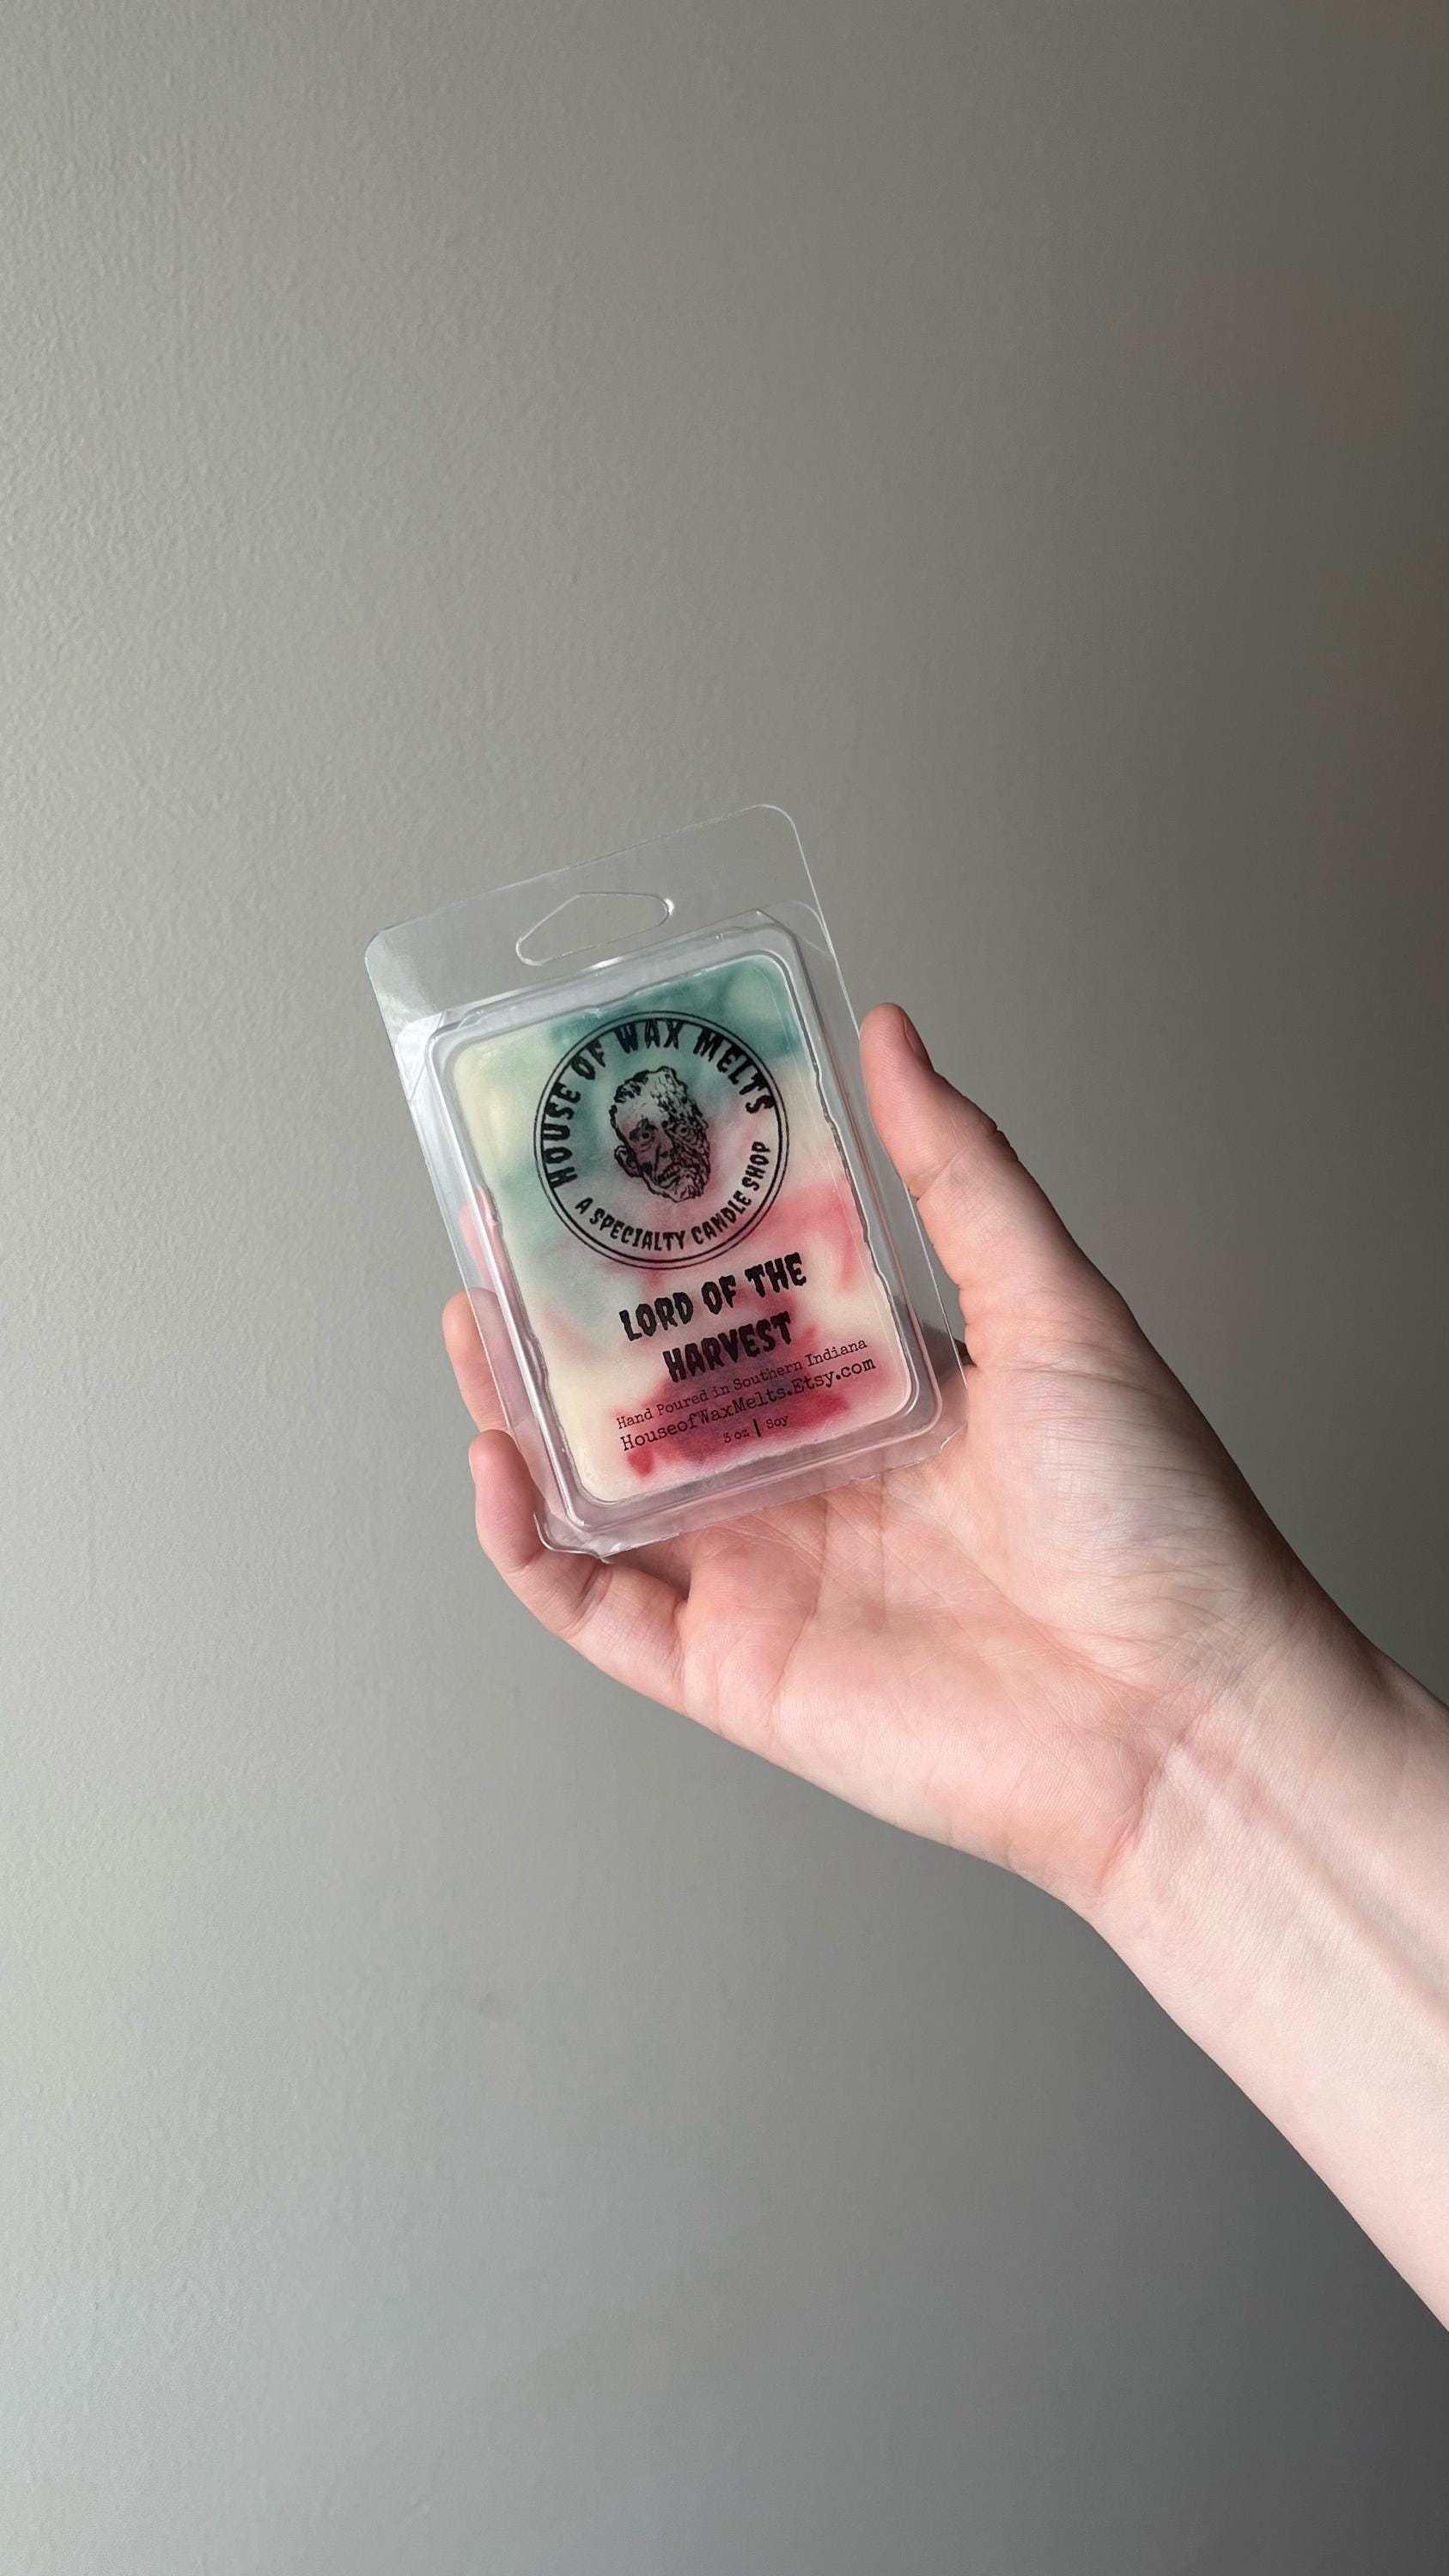 HOUSE OF WAX MELTS
A SPECIALTY CANDLE SHOP
LORD OF THE
HARVEST
Hand Poured in Southern Indiana
HouseofWaxMelts.Etsy.com
3 oz | Soy